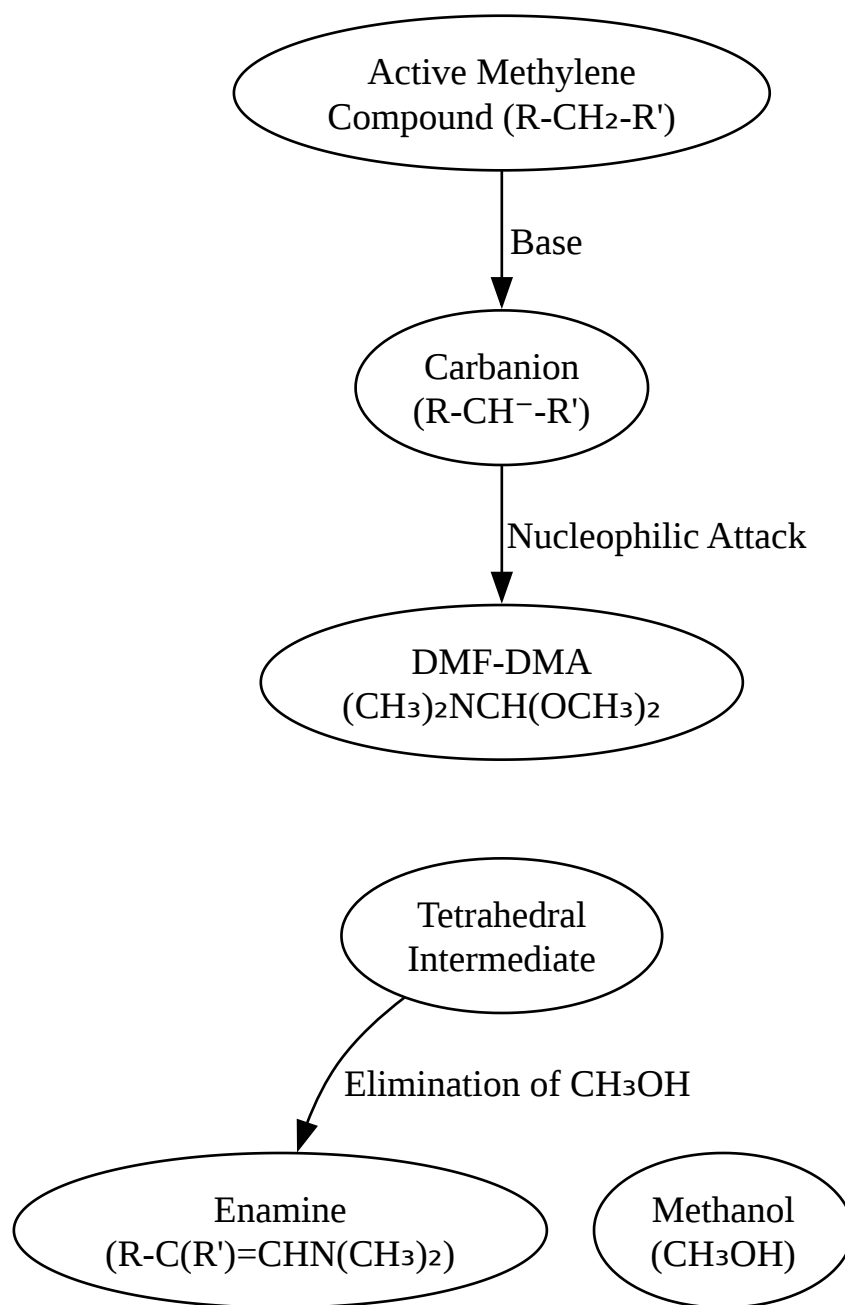 Active Methylene
Compound (R-CH₂-R')
Base
Carbanion
(R-CH⁻-R')
Nucleophilic Attack
DMF-DMA
(CH₃)₂NCH(OCH₃)₂
Tetrahedral
Intermediate
Elimination of CH₃OH
Enamine
(R-C(R')=CHN(CH₃)₂)
Methanol
(CH₃OH)